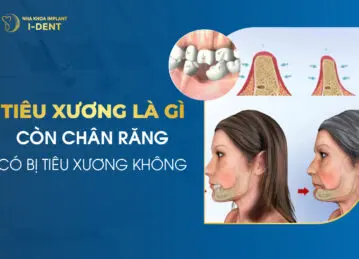 NHA KHOA IMPLANT
I-DENT
TIÊU XƯƠNG LÀ GÌ
CÒN CHÂN RĂNG
CÓ BỊ TIÊU XƯƠNG KHÔNG